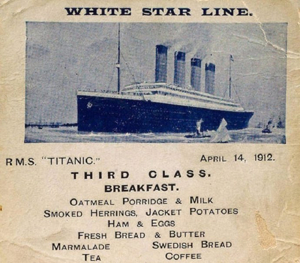 WHITE STAR LINE.
R.M.S. "TITANIC." APRIL 14, 1912.
THIRD CLASS.
BREAKFAST.
OATMEAL PORRIDGE & MILK
SMOKED HERRINGS, JACKET POTATOES
HAM & EGGS
FRESH BREAD & BUTTER
MARMALADE SWEDISH BREAD
TEA COFFEE